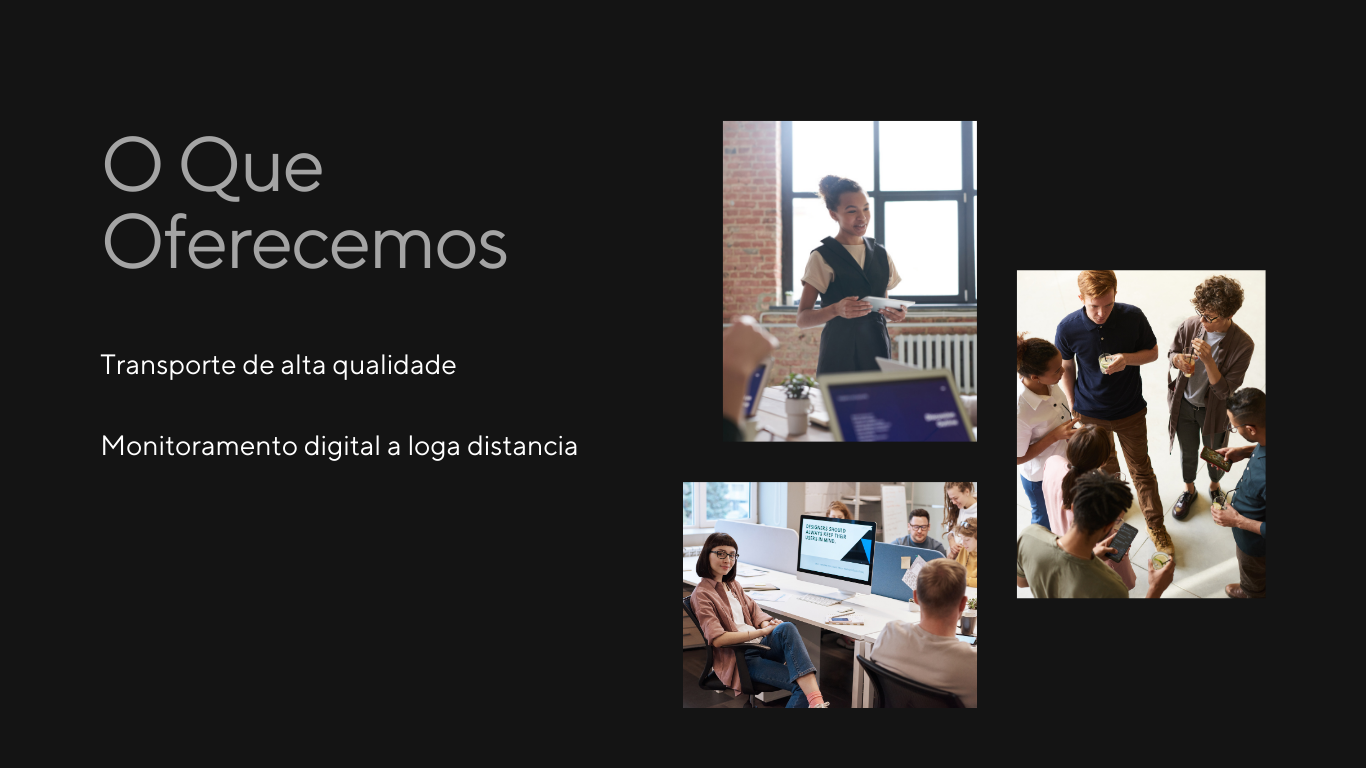 O Que
Oferecemos
Transporte de alta qualidade
Monitoramento digital a loga distancia
DESIGNERS SHOULD
ALWAYS KEEP THEIR
USERS IN MIND.